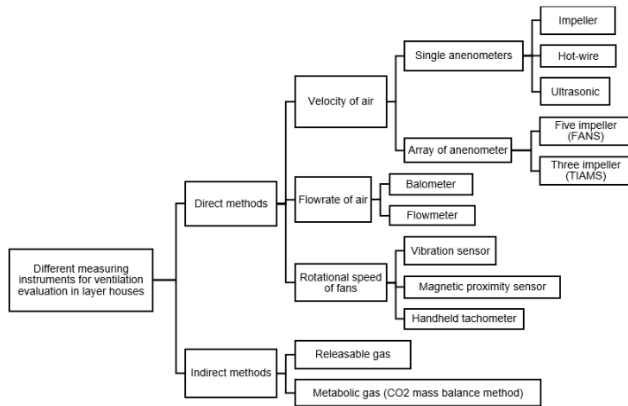 Impeller
Single anenometers
Hot-wire
Ultrasonic
Velocity of air
Five impeller
(FANS)
Array of anenometer
Three impeller
(TIAMS)
Direct methods
Flowrate of air
Balometer
Flowmeter
Different measuring
instruments for ventilation
evaluation in layer houses
Rotational speed
of fans
Vibration sensor
Magnetic proximity sensor
Handheld tachometer
Indirect methods
Releasable gas
Metabolic gas (CO2 mass balance method)